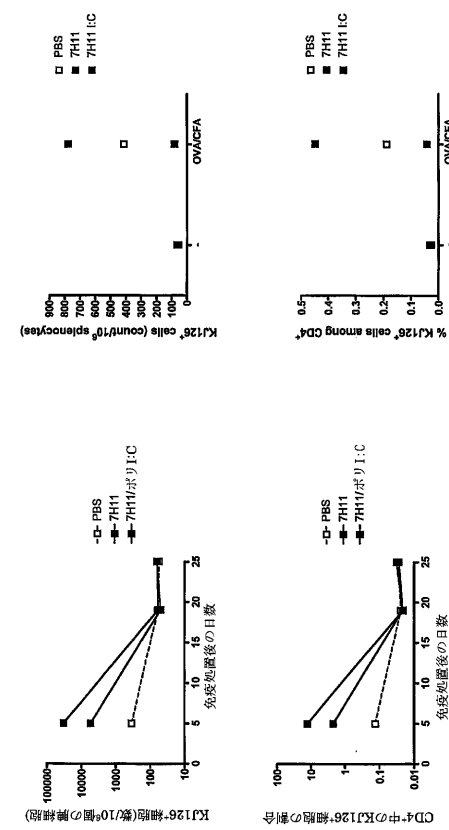 100000
10000
1000
100
10
0
5
10
15
20
25
KJ126⁺細胞(数/10⁶個の脾細胞)
免疫処置後の日数
PBS
7H11
7H11/ポリI:C
900
800
700
600
500
400
300
200
100
0
-
OVA/CFA
KJ126⁺ cells (count/10⁶ splenocytes)
PBS
7H11
7H11 I:C
100
10
1
0.1
0.01
0
5
10
15
20
25
CD4⁺中のKJ126⁺細胞の割合
免疫処置後の日数
PBS
7H11
7H11/ポリI:C
0.5
0.4
0.3
0.2
0.1
0.0
-
OVA/CFA
% KJ126⁺ cells among CD4⁺
PBS
7H11
7H11 I:C